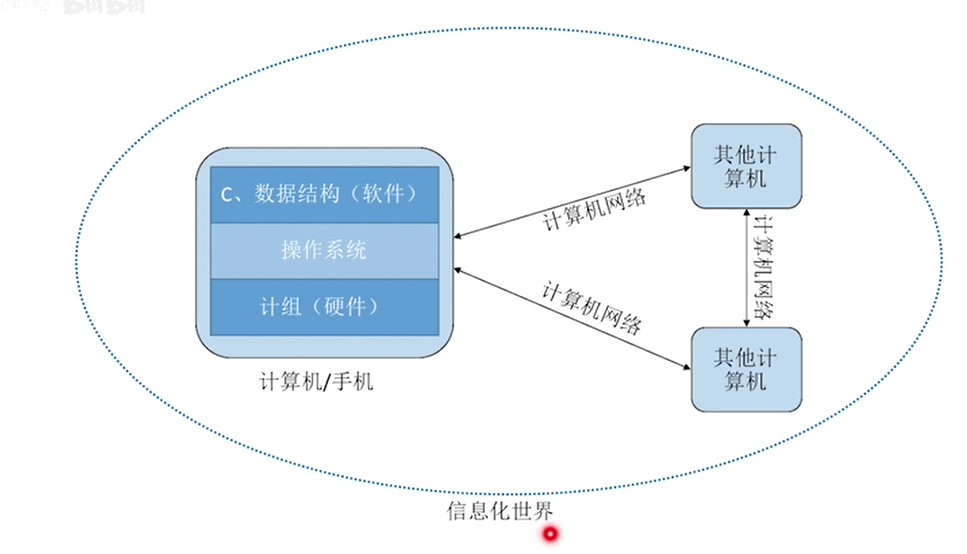 C、数据结构（软件）
操作系统
计组（硬件）
计算机/手机
计算机网络
计算机网络
其他计
算机
计算机网络
其他计
算机
信息化世界